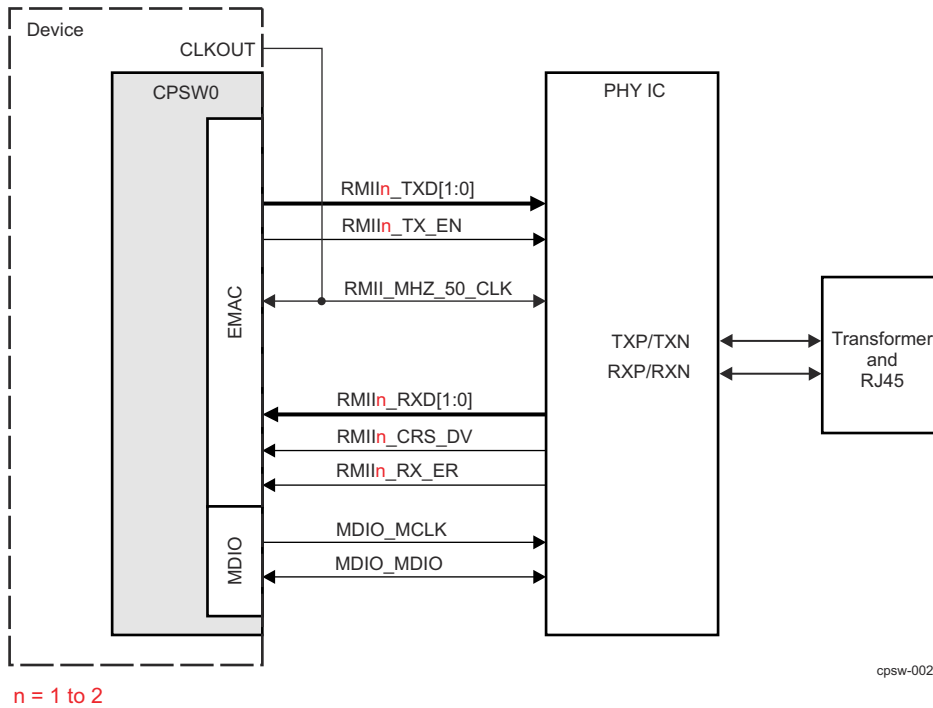 Device
CLKOUT
CPSW0
PHY IC
RMIIn_TXD[1:0]
RMIIn_TX_EN
RMII_MHZ_50_CLK
EMAC
TXP/TXN
RXP/RXN
Transformer
and
RJ45
RMIIn_RXD[1:0]
RMIIn_CRS_DV
RMIIn_RX_ER
MDIO
MDIO_MCLK
MDIO_MDIO
cpsw-002
n = 1 to 2